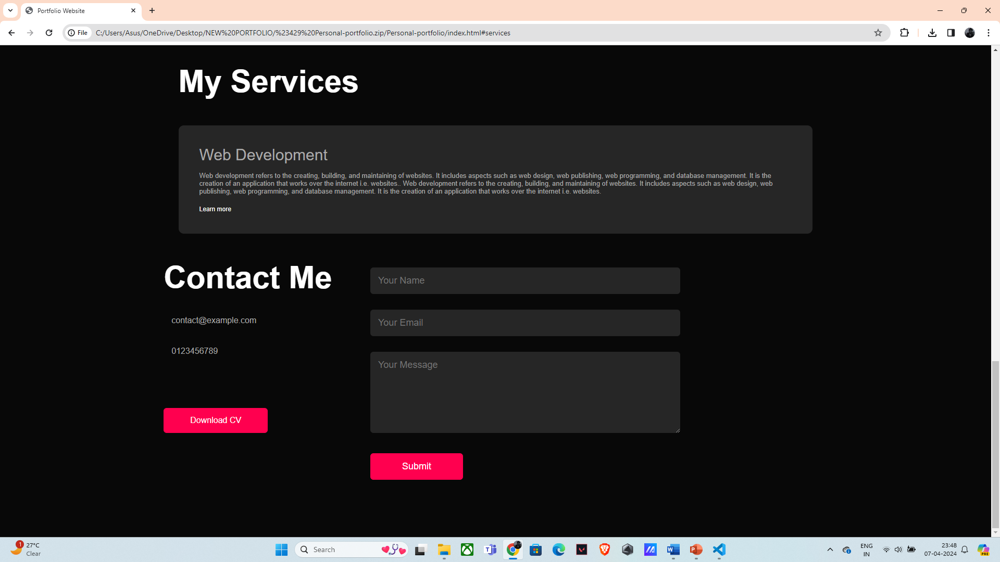 Portfolio Website
File
C:/Users/Asus/OneDrive/Desktop/NEW%20PORTFOLIO/%23429%20Personal-portfolio.zip/Personal-portfolio/index.html#services
My Services
Web Development
Web development refers to the creating, building, and maintaining of websites. It includes aspects such as web design, web publishing, web programming, and database management. It is the
creation of an application that works over the internet i.e. websites.. Web development refers to the creating, building, and maintaining of websites. It includes aspects such as web design, web
publishing, web programming, and database management. It is the creation of an application that works over the internet i.e. websites.
Learn more
Contact Me
contact@example.com
0123456789
Download CV
Your Name
Your Email
Your Message
Submit
1
27°C
Clear
Search
ENG
IN
23:48
07-04-2024
PRE